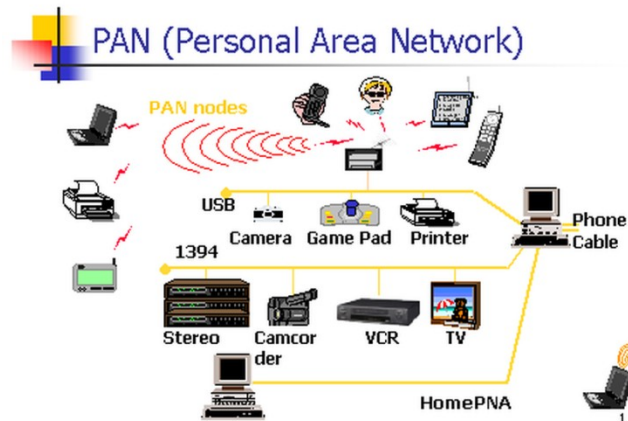 PAN (Personal Area Network)
PAN nodes
USB
Camera
Game Pad
Printer
Phone
Cable
1394
Stereo
Camcor
der
VCR
TV
HomePNA
1